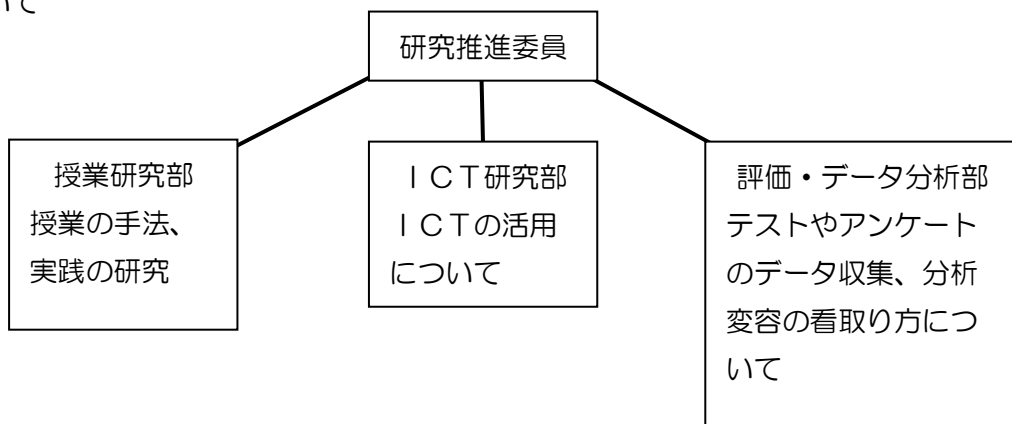 いて
研究推進委員
授業研究部
授業の手法、
実践の研究
ＩＣＴ研究部
ＩＣＴの活用
について
評価・データ分析部
テストやアンケート
のデータ収集、分析
変容の看取り方につ
いて